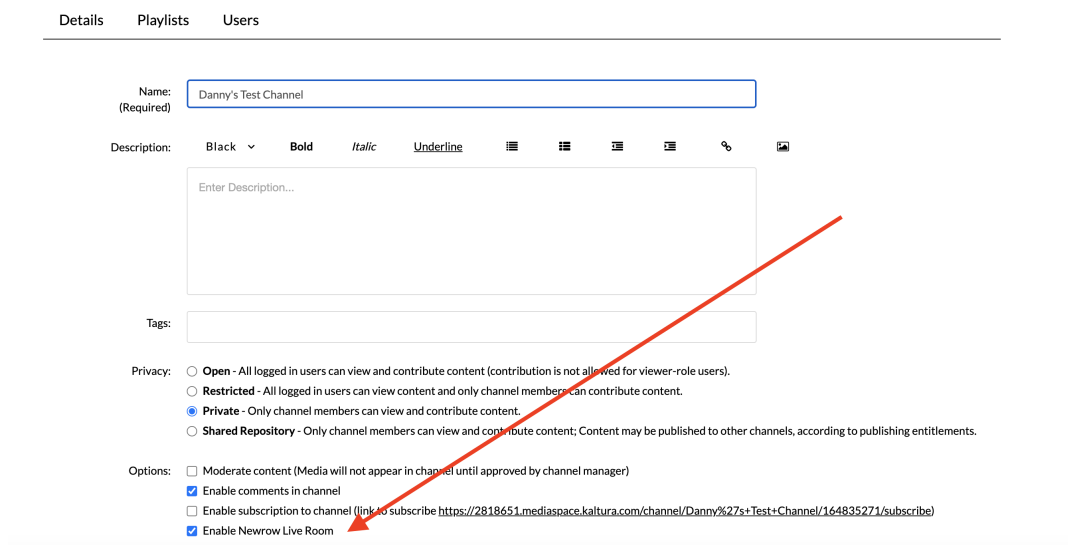 Details Playlists Users
Name:
(Required)
Danny's Test Channel
Description:
Black Bold Italic Underline
Enter Description...
Tags:
Privacy:
Open - All logged in users can view and contribute content (contribution is not allowed for viewer-role users).
Restricted - All logged in users can view content and only channel members can contribute content.
Private - Only channel members can view and contribute content.
Shared Repository - Only channel members can view and contribute content; Content may be published to other channels, according to publishing entitlements.
Options:
Moderate content (Media will not appear in channel until approved by channel manager)
Enable comments in channel
Enable subscription to channel (link to subscribe https://2818651.mediaspace.kaltura.com/channel/Danny%27s+Test+Channel/164835271/subscribe)
Enable Newrow Live Room